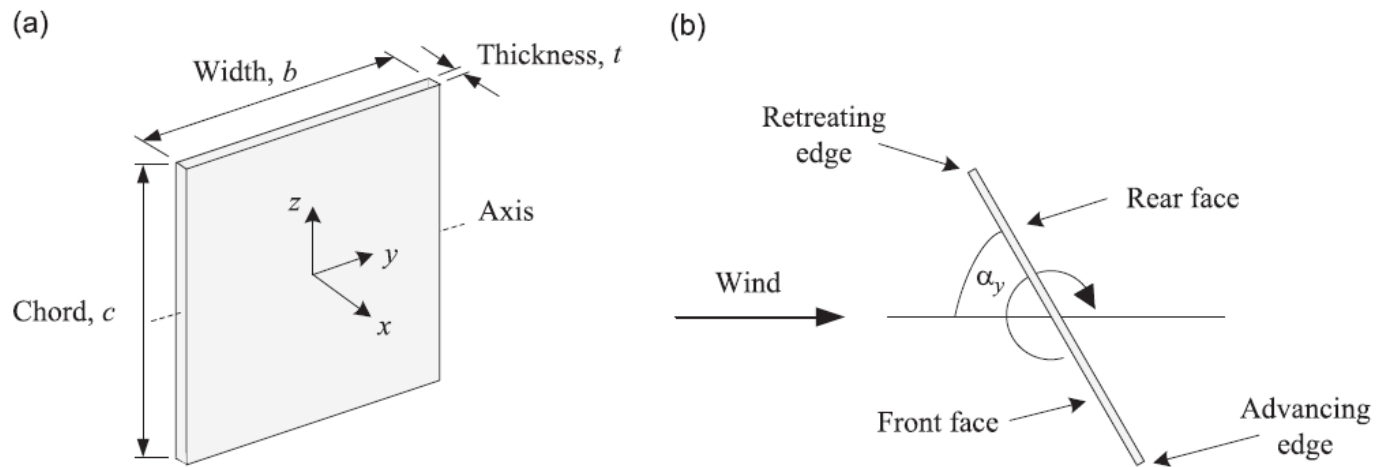 (a)
Width, b
Thickness, t
z
y
x
Axis
Chord, c
(b)
Retreating
edge
Rear face
Wind
αy
Front face
Advancing
edge